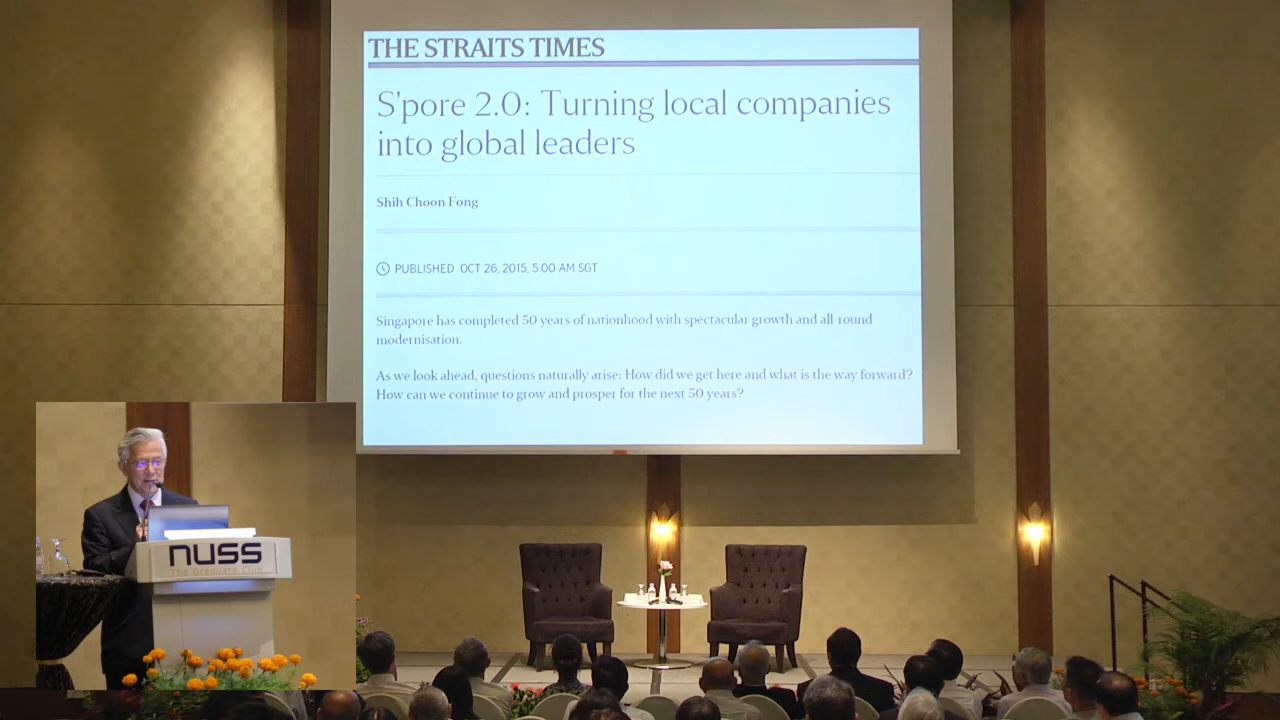 THE STRAITS TIMES
S'pore 2.0: Turning local companies
into global leaders
Shih Choon Fong
PUBLISHED OCT 26, 2015, 5:00 AM SGT
Singapore has completed 50 years of nationhood with spectacular growth and all-round
modernisation.
As we look ahead, questions naturally arise: How did we get here and what is the way forward?
How can we continue to grow and prosper for the next 50 years?
NUSS
The Graduate Club